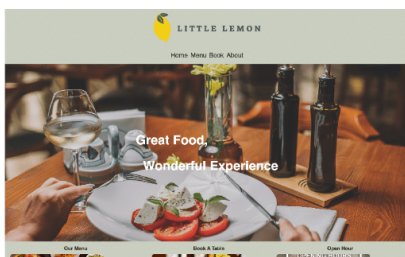 LITTLE LEMON
Home Menu Book About
Great Food,
Wonderful Experience
Our Menu
Book A Table
Open Hour